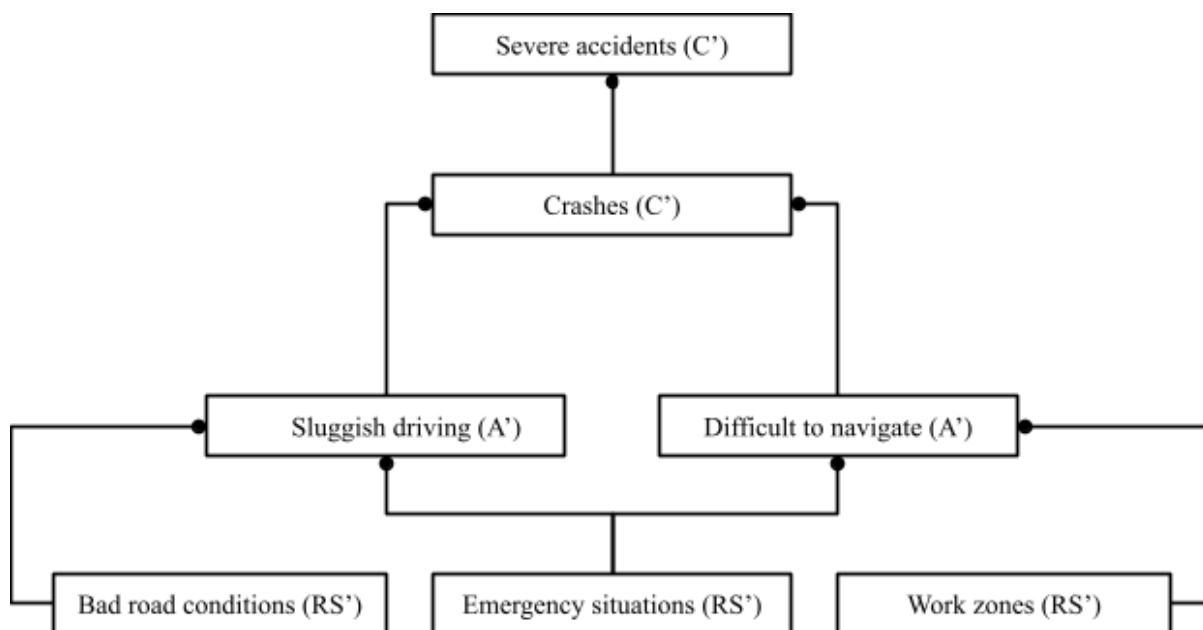 Severe accidents (C’)
Crashes (C’)
Sluggish driving (A’)
Difficult to navigate (A’)
Bad road conditions (RS’)
Emergency situations (RS’)
Work zones (RS’)